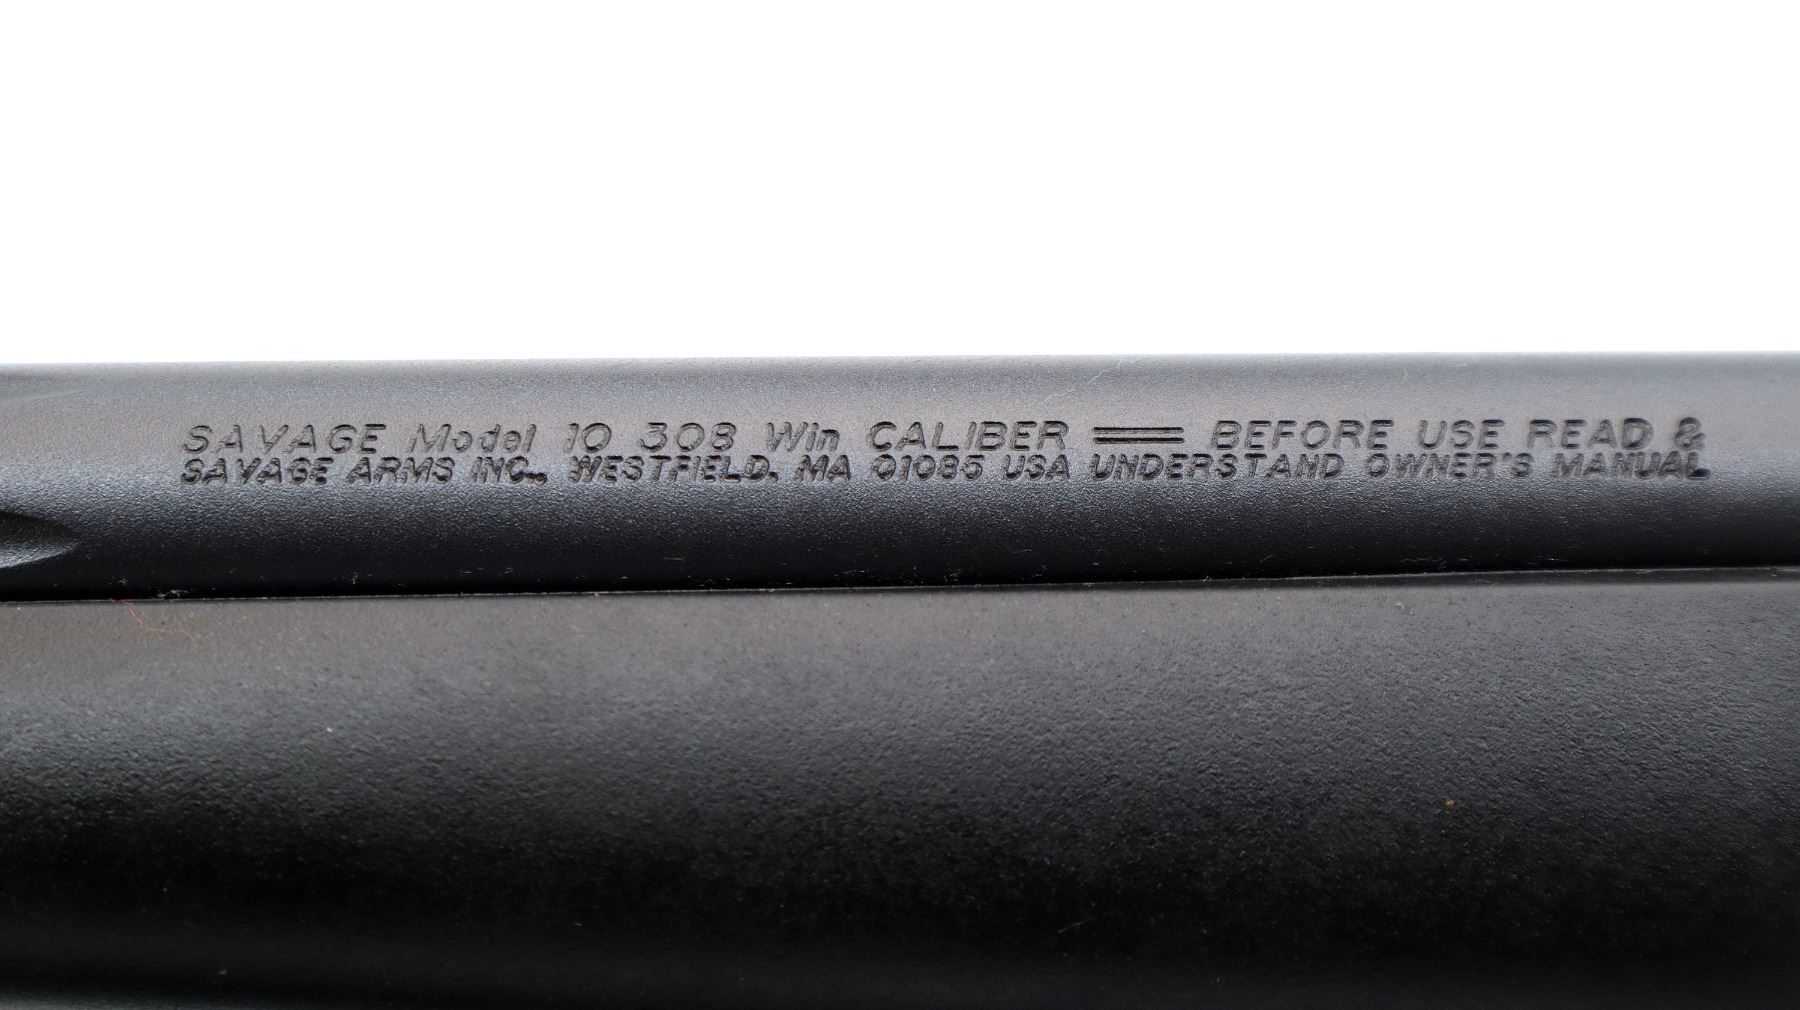 SAVAGE Model 10 308 Win CALIBER == BEFORE USE READ &
SAVAGE ARMS INC., WESTFIELD, MA 01085 USA UNDERSTAND OWNER'S MANUAL